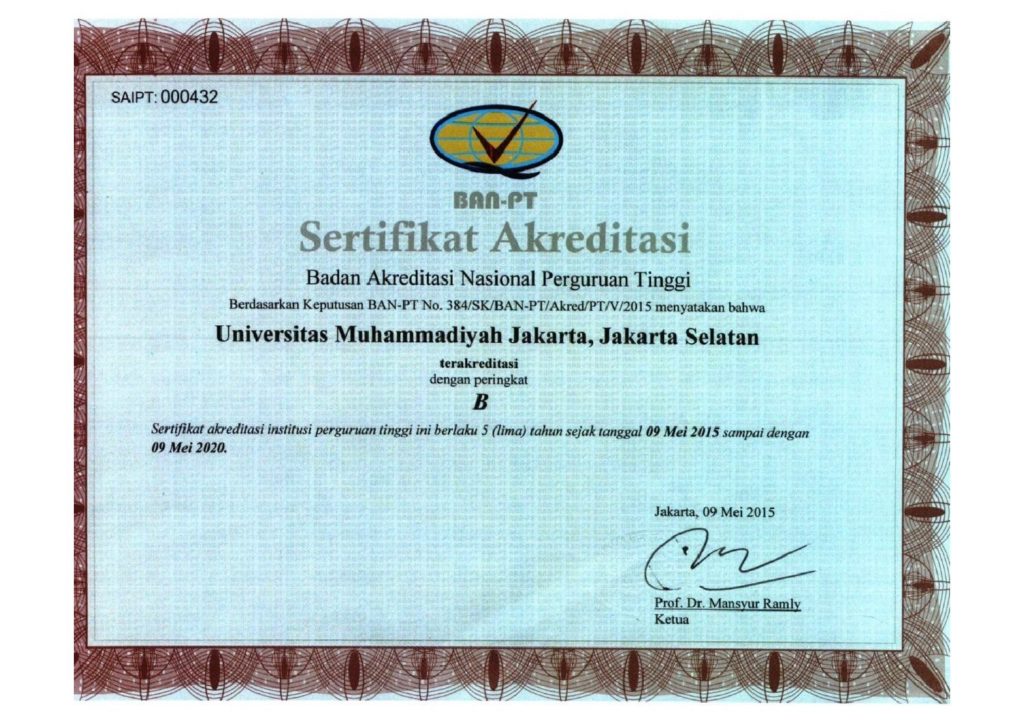 SAIPT: 000432
BAN-PT
Sertifikat Akreditasi
Badan Akreditasi Nasional Perguruan Tinggi
Berdasarkan Keputusan BAN-PT No. 384/SK/BAN-PT/Akred/PT/V/2015 menyatakan bahwa
Universitas Muhammadiyah Jakarta, Jakarta Selatan
terakreditasi
dengan peringkat
B
Sertifikat akreditasi institusi perguruan tinggi ini berlaku 5 (lima) tahun sejak tanggal 09 Mei 2015 sampai dengan
09 Mei 2020.
Jakarta, 09 Mei 2015
Prof. Dr. Mansyur Ramly
Ketua